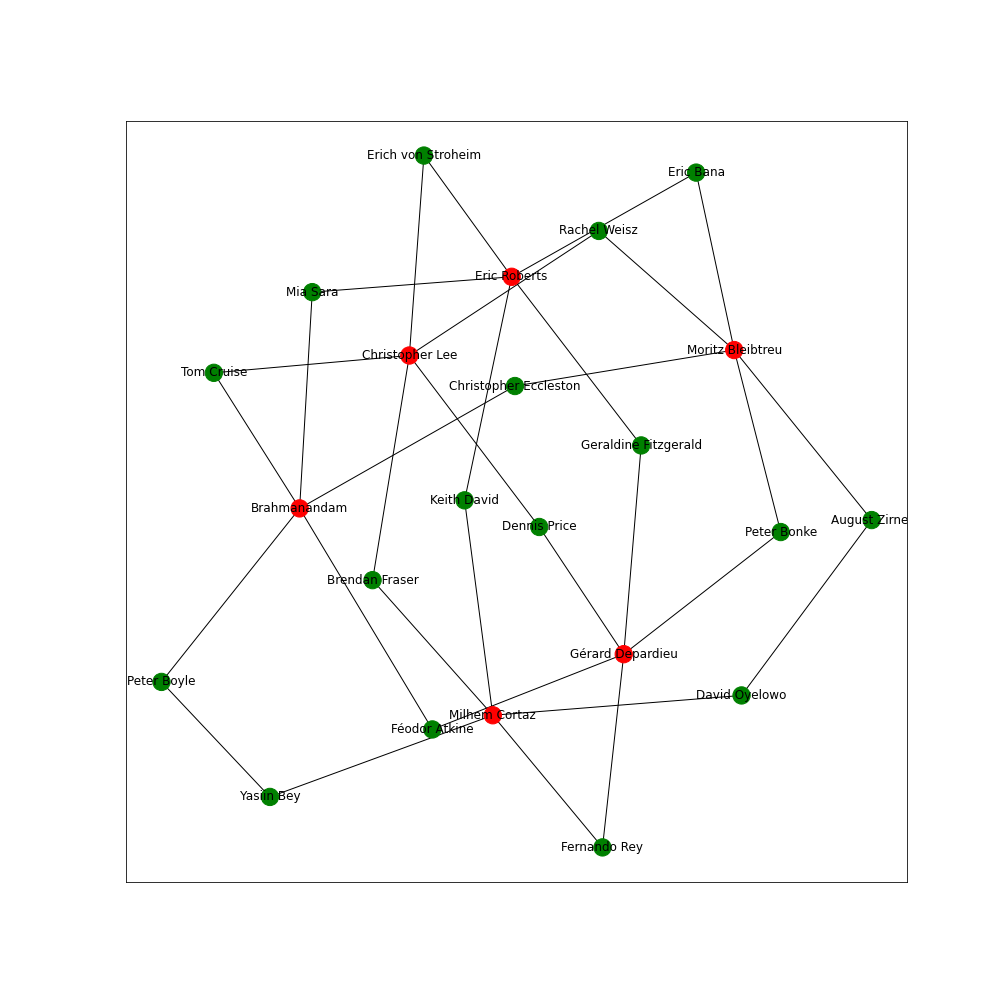 Erich von Stroheim
Eric Bana
Rachel Weisz
Eric Roberts
Mia Sara
Christopher Lee
Moritz Bleibtreu
Tom Cruise
Christopher Eccleston
Geraldine Fitzgerald
Keith David
Brahmanandam
Dennis Price
August Zirne
Peter Bonke
Brendan Fraser
Gérard Depardieu
Peter Boyle
David Oyelowo
Milhem Cortaz
Féodor Atkine
Yasiin Bey
Fernando Rey